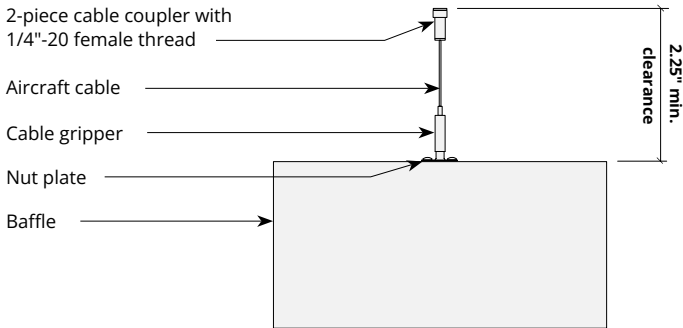 2-piece cable coupler with
1/4"-20 female thread
Aircraft cable
Cable gripper
Nut plate
Baffle
2.25" min.
clearance